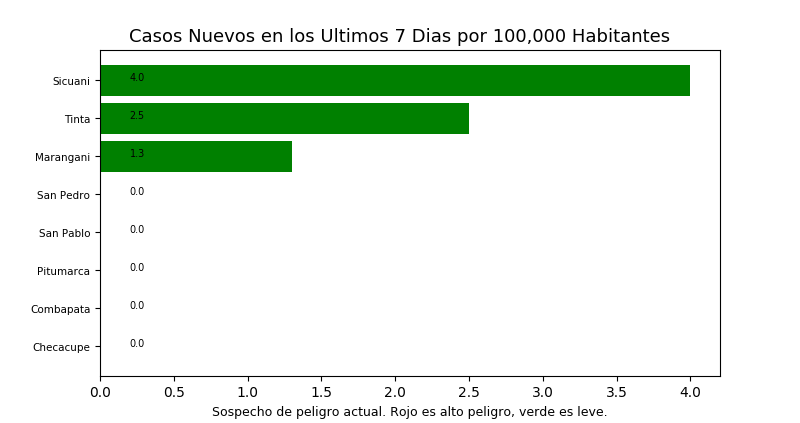 Casos Nuevos en los Ultimos 7 Dias por 100,000 Habitantes
Sicuani 4.0
Tinta 2.5
Marangani 1.3
San Pedro 0.0
San Pablo 0.0
Pitumarca 0.0
Combapata 0.0
Checacupe 0.0
0.0 0.5 1.0 1.5 2.0 2.5 3.0 3.5 4.0
Sospecho de peligro actual. Rojo es alto peligro, verde es leve.